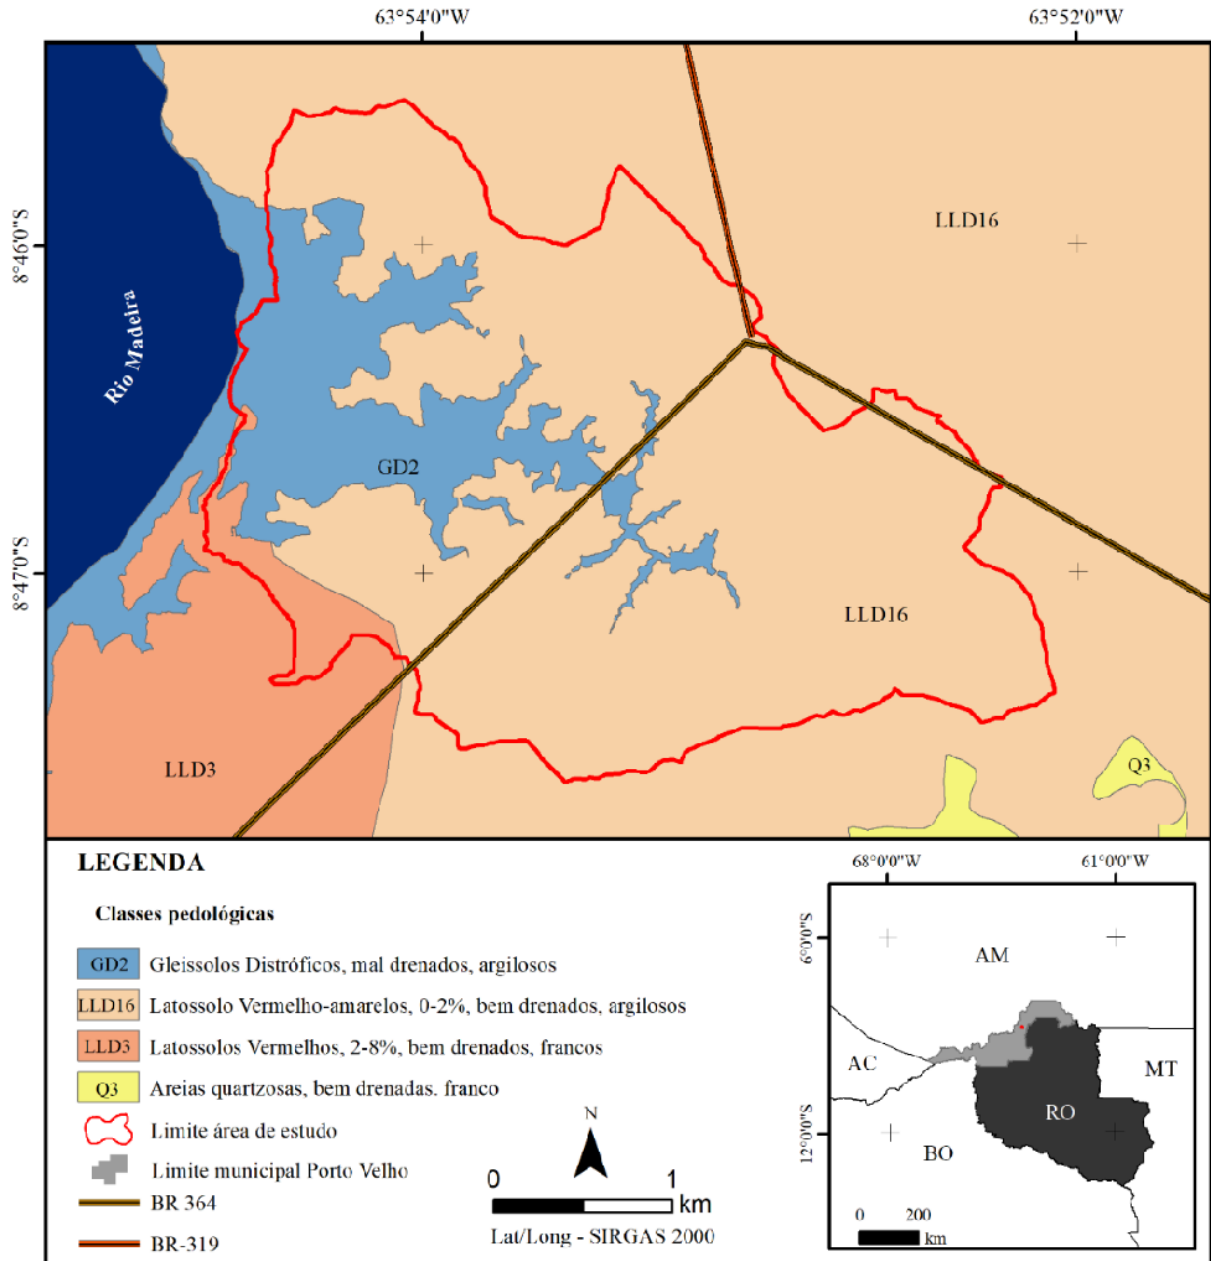 63°54'0"W
63°52'0"W
8°46'0"S
8°47'0"S
Rio Madeira
LLD16
GD2
LLD16
LLD3
Q3
LEGENDA
Classes pedológicas
GD2 Gleissolos Distróficos, mal drenados, argilosos
LLD16 Latossolo Vermelho-amarelos, 0-2%, bem drenados, argilosos
LLD3 Latossolos Vermelhos, 2-8%, bem drenados, francos
Q3 Areias quartzosas, bem drenadas. franco
Limite área de estudo
Limite municipal Porto Velho
BR 364
BR-319
N
0 1
km
Lat/Long - SIRGAS 2000
68°0'0"W
61°0'0"W
6°0'0"S
12°0'0"S
AM
AC
MT
RO
BO
0 200
km